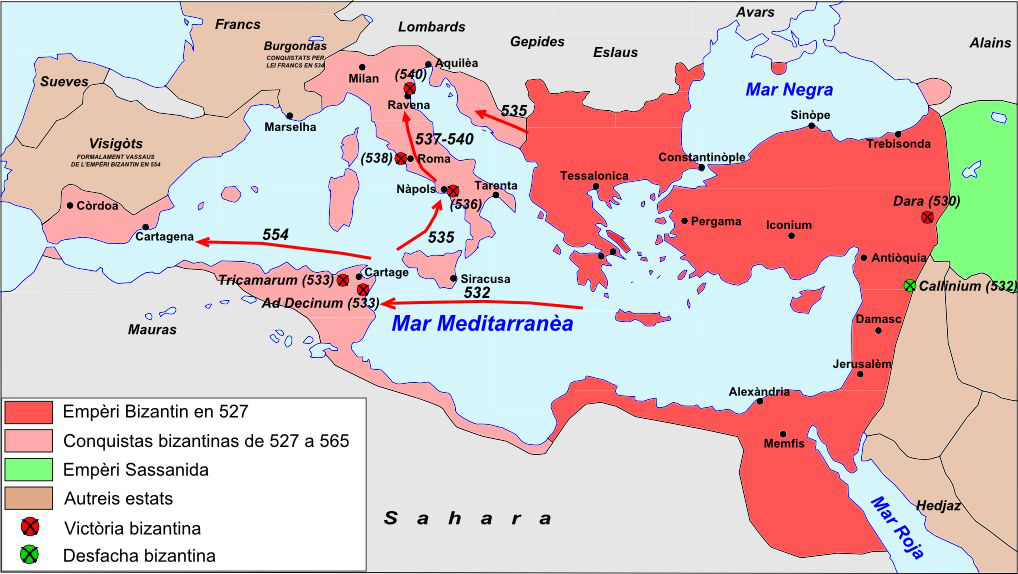 Avars
Francs
Lombards
Gepides
Eslaus
Alains
Burgondas
CONQUISTATS PER
LEI FRANCS EN 534
Milan
Aquilèa
(540)
Ravena
Sueves
Mar Negra
535
Marselha
Sinòpe
Trebisonda
Visigòts
FORMALAMENT VASSAUS
DE L'EMPÈRI BIZANTIN EN 554
537-540
(538)
Roma
Constantinòple
Tessalonica
Nàpols
Tarenta
(536)
Dara (530)
Còrdoa
Pergama
Iconium
Cartagena
554
535
Antiòquia
Cartage
Tricamarum (533)
Siracusa
Callinium (532)
532
Ad Decinum (533)
Mar Meditarranèa
Mauras
Damasc
Jerusalèm
Alexàndria
Memfis
Empèri Bizantin en 527
Conquistas bizantinas de 527 a 565
Empèri Sassanida
Autreis estats
Victòria bizantina
Desfacha bizantina
Sahara
Hedjaz
Mar Roja